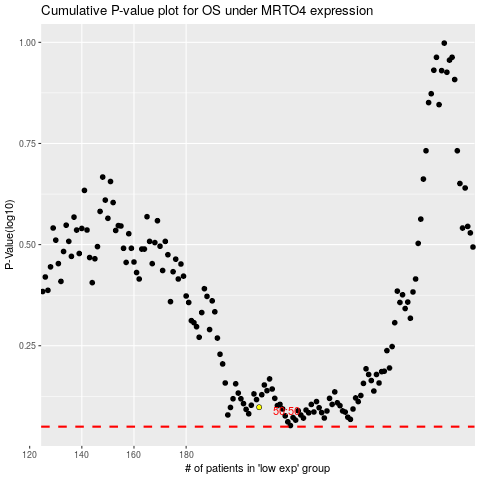 Cumulative P-value plot for OS under MRTO4 expression
1.00
0.75
0.50
0.25
P-Value(log10)
120 140 160 180
# of patients in 'low exp' group